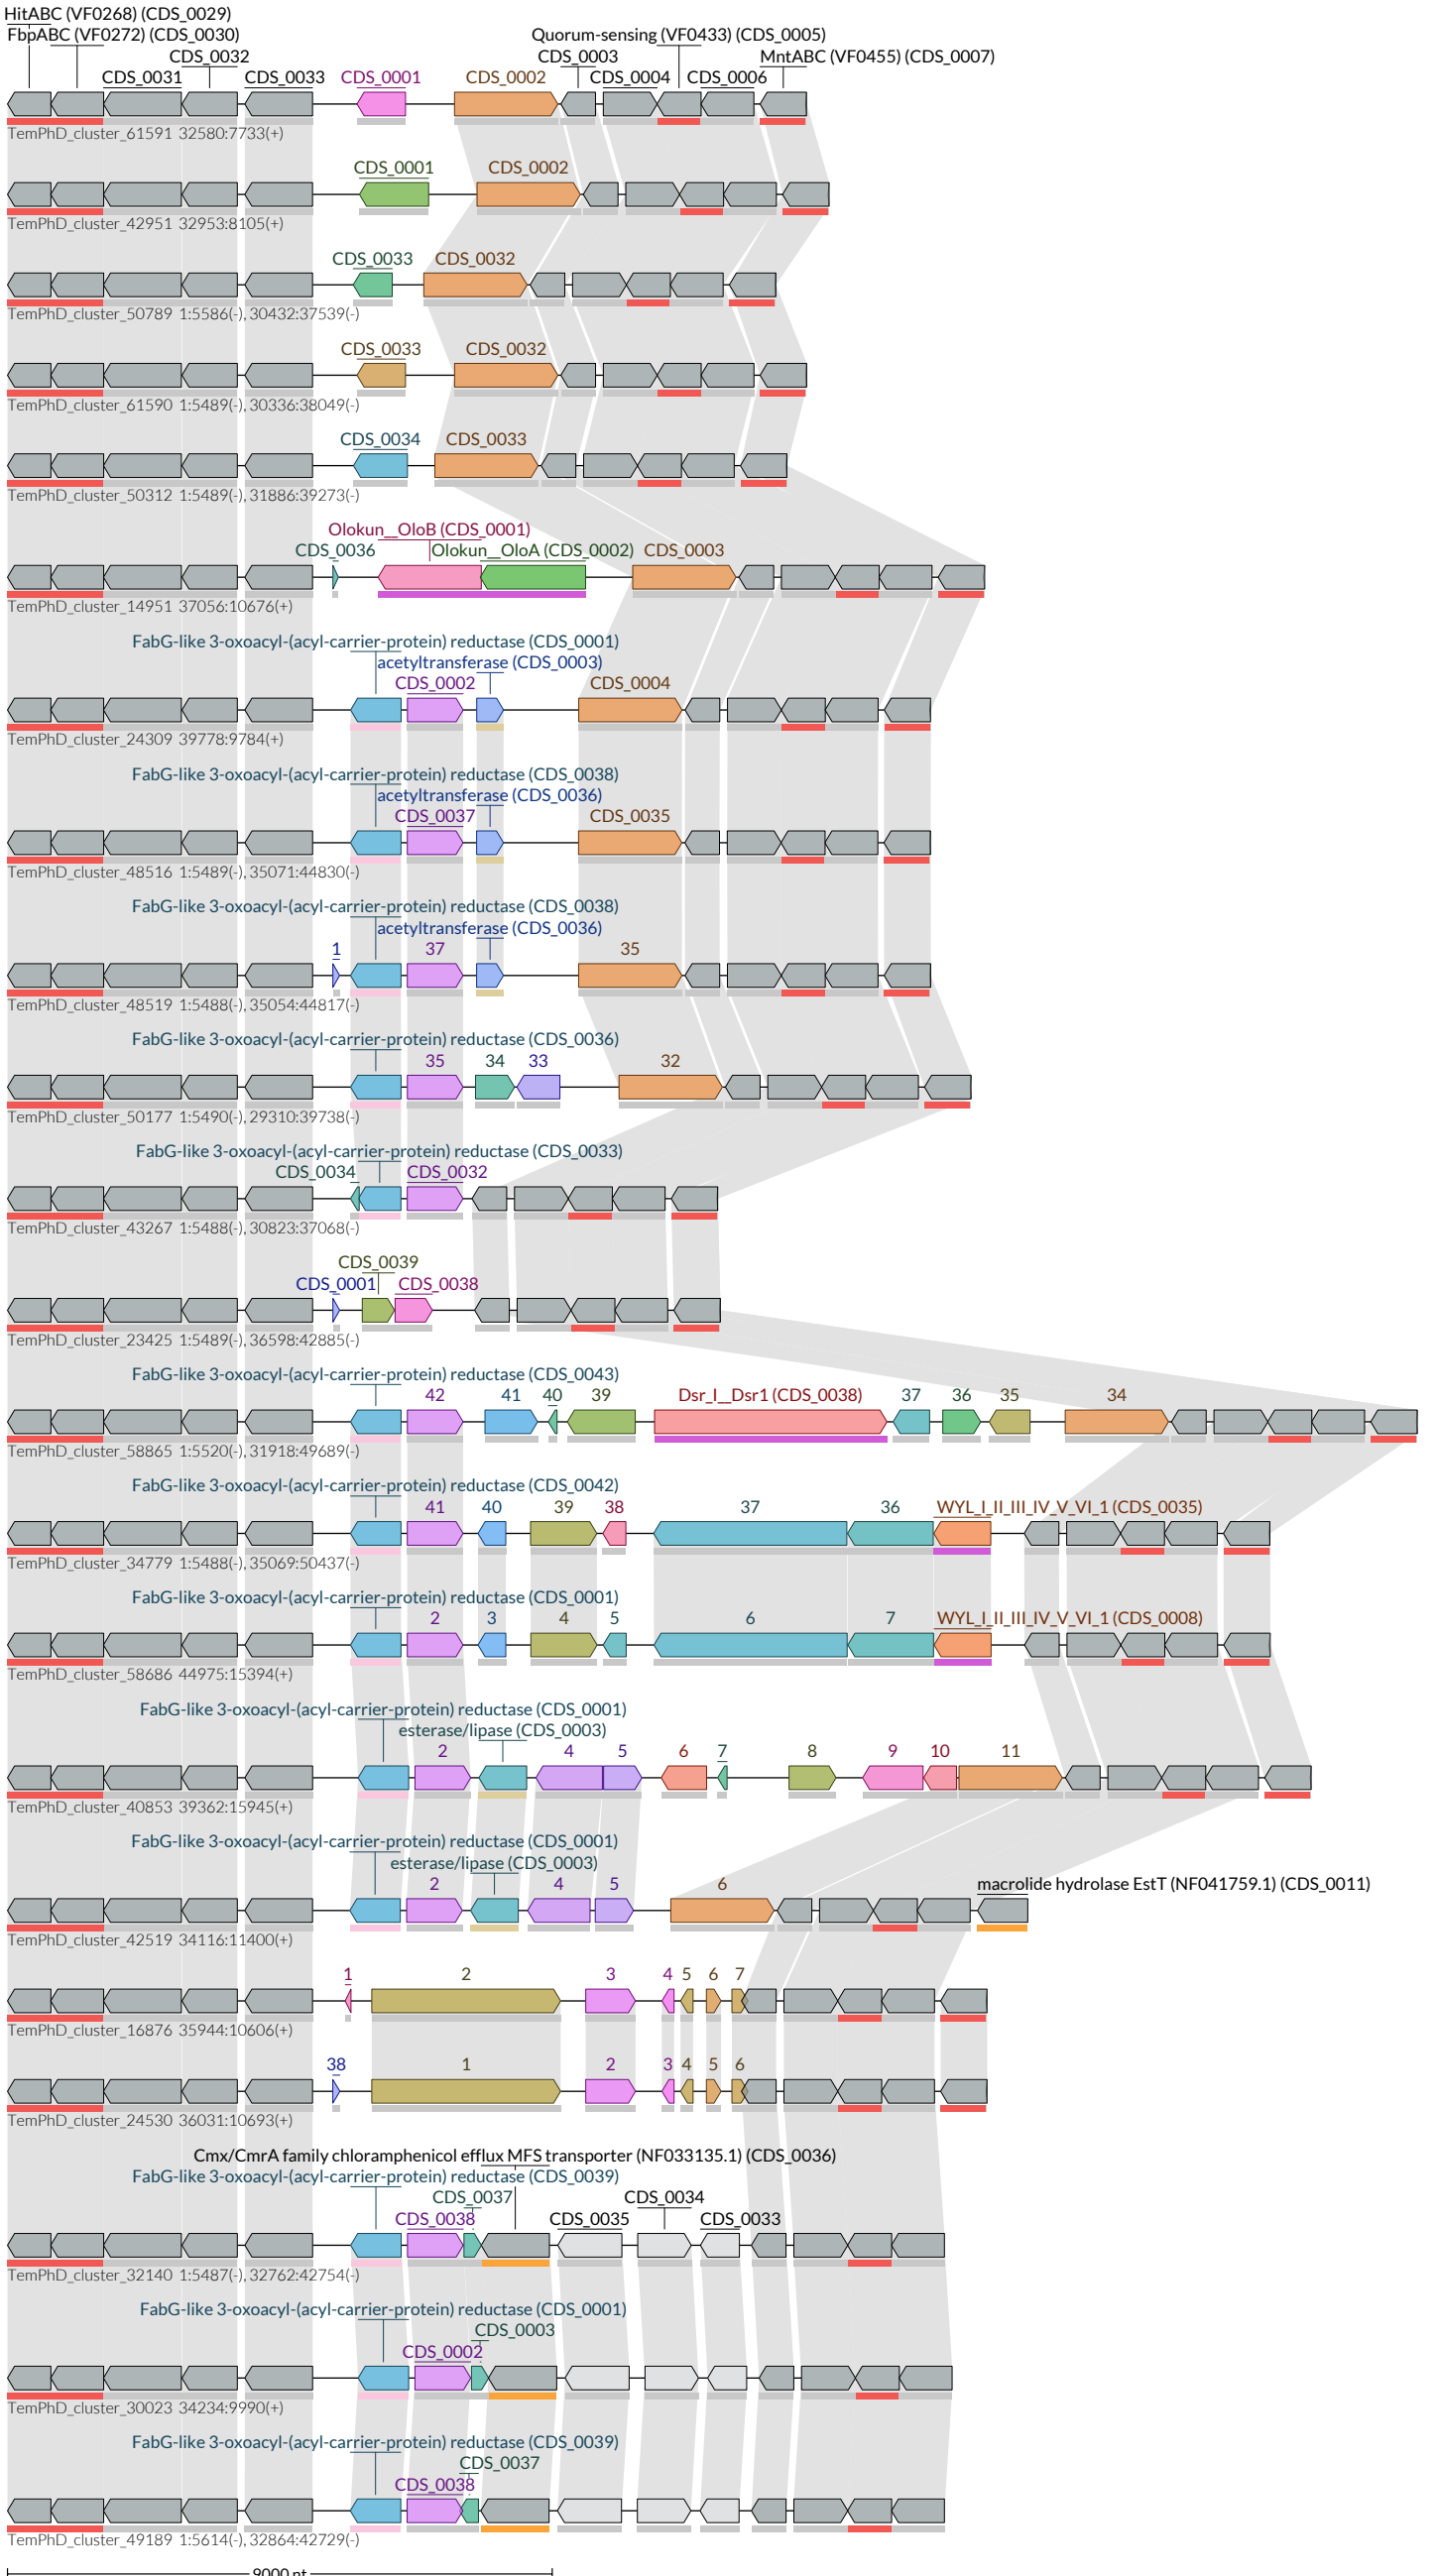 HitABC (VF0268) (CDS_0029)
FbpABC (VF0272) (CDS_0030) Quorum-sensing (VF0433) (CDS_0005)
CDS_0032 CDS_0003 MntABC (VF0455) (CDS_0007)
CDS_0031 CDS_0033 CDS_0001 CDS_0002 CDS_0004 CDS_0006
TemPhD_cluster_61591 32580:7733(+)
CDS_0001 CDS_0002
TemPhD_cluster_42951 32953:8105(+)
CDS_0033 CDS_0032
TemPhD_cluster_50789 1:5586(-), 30432:37539(-)
CDS_0033 CDS_0032
TemPhD_cluster_61590 1:5489(-), 30336:38049(-)
CDS_0034 CDS_0033
TemPhD_cluster_50312 1:5489(-), 31886:39273(-)
Olokun__OloB (CDS_0001)
CDS_0036 Olokun__OloA (CDS_0002) CDS_0003
TemPhD_cluster_14951 37056:10676(+)
FabG-like 3-oxoacyl-(acyl-carrier-protein) reductase (CDS_0001)
acetyltransferase (CDS_0003)
CDS_0002 CDS_0004
TemPhD_cluster_24309 39778:9784(+)
FabG-like 3-oxoacyl-(acyl-carrier-protein) reductase (CDS_0038)
acetyltransferase (CDS_0036)
CDS_0037 CDS_0035
TemPhD_cluster_48516 1:5489(-), 35071:44830(-)
FabG-like 3-oxoacyl-(acyl-carrier-protein) reductase (CDS_0038)
acetyltransferase (CDS_0036)
1 37 35
TemPhD_cluster_48519 1:5488(-), 35054:44817(-)
FabG-like 3-oxoacyl-(acyl-carrier-protein) reductase (CDS_0036)
35 34 33 32
TemPhD_cluster_50177 1:5490(-), 29310:39738(-)
FabG-like 3-oxoacyl-(acyl-carrier-protein) reductase (CDS_0033)
CDS_0034 CDS_0032
TemPhD_cluster_43267 1:5488(-), 30823:37068(-)
CDS_0039
CDS_0001 CDS_0038
TemPhD_cluster_23425 1:5489(-), 36598:42885(-)
FabG-like 3-oxoacyl-(acyl-carrier-protein) reductase (CDS_0043)
42 41 40 39 Dsr_I__Dsr1 (CDS_0038) 37 36 35 34
TemPhD_cluster_58865 1:5520(-), 31918:49689(-)
FabG-like 3-oxoacyl-(acyl-carrier-protein) reductase (CDS_0042)
41 40 39 38 37 36 WYL_I_II_III_IV_V_VI_1 (CDS_0035)
TemPhD_cluster_34779 1:5488(-), 35069:50437(-)
FabG-like 3-oxoacyl-(acyl-carrier-protein) reductase (CDS_0001)
2 3 4 5 6 7 WYL_I_II_III_IV_V_VI_1 (CDS_0008)
TemPhD_cluster_58686 44975:15394(+)
FabG-like 3-oxoacyl-(acyl-carrier-protein) reductase (CDS_0001)
esterase/lipase (CDS_0003)
2 4 5 6 7 8 9 10 11
TemPhD_cluster_40853 39362:15945(+)
FabG-like 3-oxoacyl-(acyl-carrier-protein) reductase (CDS_0001)
esterase/lipase (CDS_0003)
2 4 5 6 macrolide hydrolase EstT (NF041759.1) (CDS_0011)
TemPhD_cluster_42519 34116:11400(+)
1 2 3 4 5 6 7
TemPhD_cluster_16876 35944:10606(+)
38 1 2 3 4 5 6
TemPhD_cluster_24530 36031:10693(+)
Cmx/CmrA family chloramphenicol efflux MFS transporter (NF033135.1) (CDS_0036)
FabG-like 3-oxoacyl-(acyl-carrier-protein) reductase (CDS_0039)
CDS_0037 CDS_0034
CDS_0038 CDS_0035 CDS_0033
TemPhD_cluster_32140 1:5487(-), 32762:42754(-)
FabG-like 3-oxoacyl-(acyl-carrier-protein) reductase (CDS_0001)
CDS_0003
CDS_0002
TemPhD_cluster_30023 34234:9990(+)
FabG-like 3-oxoacyl-(acyl-carrier-protein) reductase (CDS_0039)
CDS_0037
CDS_0038
TemPhD_cluster_49189 1:5614(-), 32864:42729(-)
9000 nt